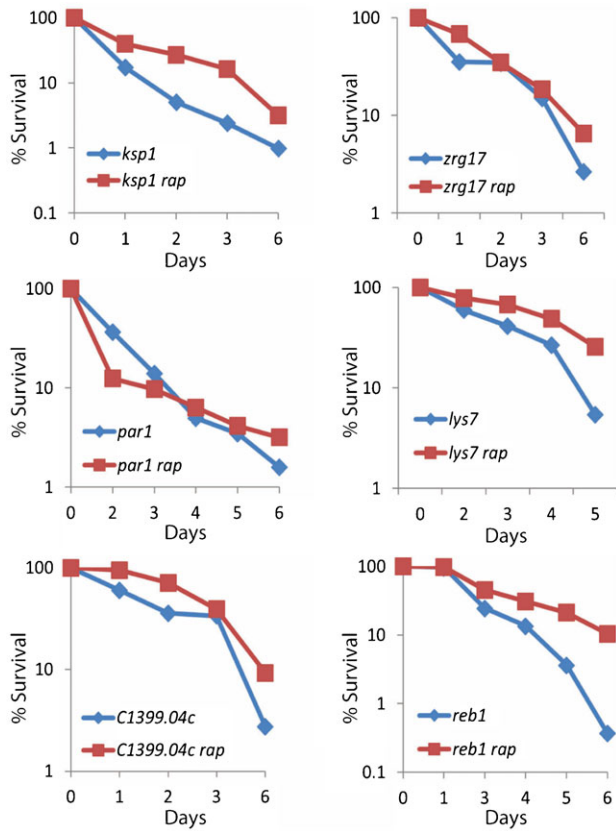 % Survival
100
10
1
0.1
ksp1
ksp1 rap
0 1 2 3 6
Days
% Survival
100
10
1
zrg17
zrg17 rap
0 1 2 3 6
Days
% Survival
100
10
1
par1
par1 rap
0 2 3 4 5 6
Days
% Survival
100
10
1
lys7
lys7 rap
0 2 3 4 5
Days
% Survival
100
10
1
C1399.04c
C1399.04c rap
0 1 2 3 6
Days
% Survival
100
10
1
0.1
reb1
reb1 rap
0 1 3 4 5 6
Days